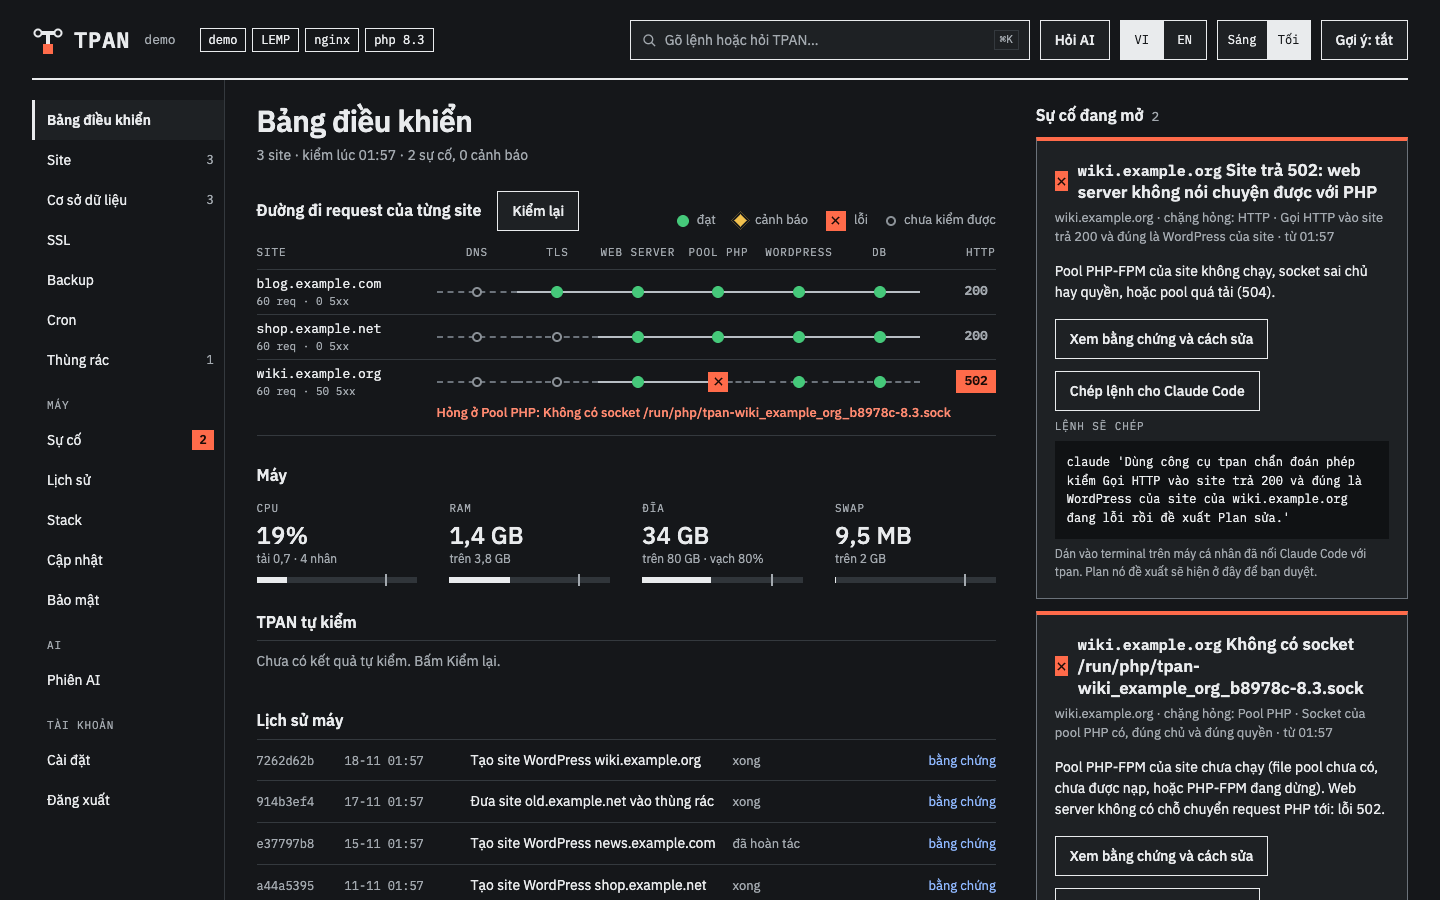 TPAN demo demo LEMP nginx php 8.3
Gõ lệnh hoặc hỏi TPAN... ⌘K Hỏi AI VI EN Sáng Tối Gợi ý: tắt
Bảng điều khiển
Site 3
Cơ sở dữ liệu 3
SSL
Backup
Cron
Thùng rác 1
MÁY
Sự cố 2
Lịch sử
Stack
Cập nhật
Bảo mật
AI
Phiên AI
TÀI KHOẢN
Cài đặt
Đăng xuất
Bảng điều khiển
3 site · kiểm lúc 01:57 · 2 sự cố, 0 cảnh báo
Đường đi request của từng site Kiểm lại
đạt cảnh báo lỗi chưa kiểm được
SITE DNS TLS WEB SERVER POOL PHP WORDPRESS DB HTTP
blog.example.com 200
60 req · 0 5xx
shop.example.net 200
60 req · 0 5xx
wiki.example.org 502
60 req · 50 5xx
Hỏng ở Pool PHP: Không có socket /run/php/tpan-wiki_example_org_b8978c-8.3.sock
Máy
CPU RAM ĐĨA SWAP
19% 1,4 GB 34 GB 9,5 MB
tải 0,7 · 4 nhân trên 3,8 GB trên 80 GB · vạch 80% trên 2 GB
TPAN tự kiểm
Chưa có kết quả tự kiểm. Bấm Kiểm lại.
Lịch sử máy
7262d62b 18-11 01:57 Tạo site WordPress wiki.example.org xong bằng chứng
914b3ef4 17-11 01:57 Đưa site old.example.net vào thùng rác xong bằng chứng
e37797b8 15-11 01:57 Tạo site WordPress news.example.com đã hoàn tác bằng chứng
a44a5395 11-11 01:57 Tạo site WordPress shop.example.net xong bằng chứng
Sự cố đang mở 2
wiki.example.org Site trả 502: web
server không nói chuyện được với PHP
wiki.example.org · chặng hỏng: HTTP · Gọi HTTP vào site
trả 200 và đúng là WordPress của site · từ 01:57
Pool PHP-FPM của site không chạy, socket sai chủ
hay quyền, hoặc pool quá tải (504).
Xem bằng chứng và cách sửa
Chép lệnh cho Claude Code
LỆNH SẼ CHÉP
claude 'Dùng công cụ tpan chẩn đoán phép
kiểm Gọi HTTP vào site trả 200 và đúng là
WordPress của site của wiki.example.org
đang lỗi rồi đề xuất Plan sửa.'
Dán vào terminal trên máy cá nhân đã nối Claude Code với
tpan. Plan nó đề xuất sẽ hiện ở đây để bạn duyệt.
wiki.example.org Không có socket
/run/php/tpan-
wiki_example_org_b8978c-8.3.sock
wiki.example.org · chặng hỏng: Pool PHP · Socket của
pool PHP có, đúng chủ và đúng quyền · từ 01:57
Pool PHP-FPM của site chưa chạy (file pool chưa có,
chưa được nạp, hoặc PHP-FPM đang dừng). Web
server không có chỗ chuyển request PHP tới: lỗi 502.
Xem bằng chứng và cách sửa